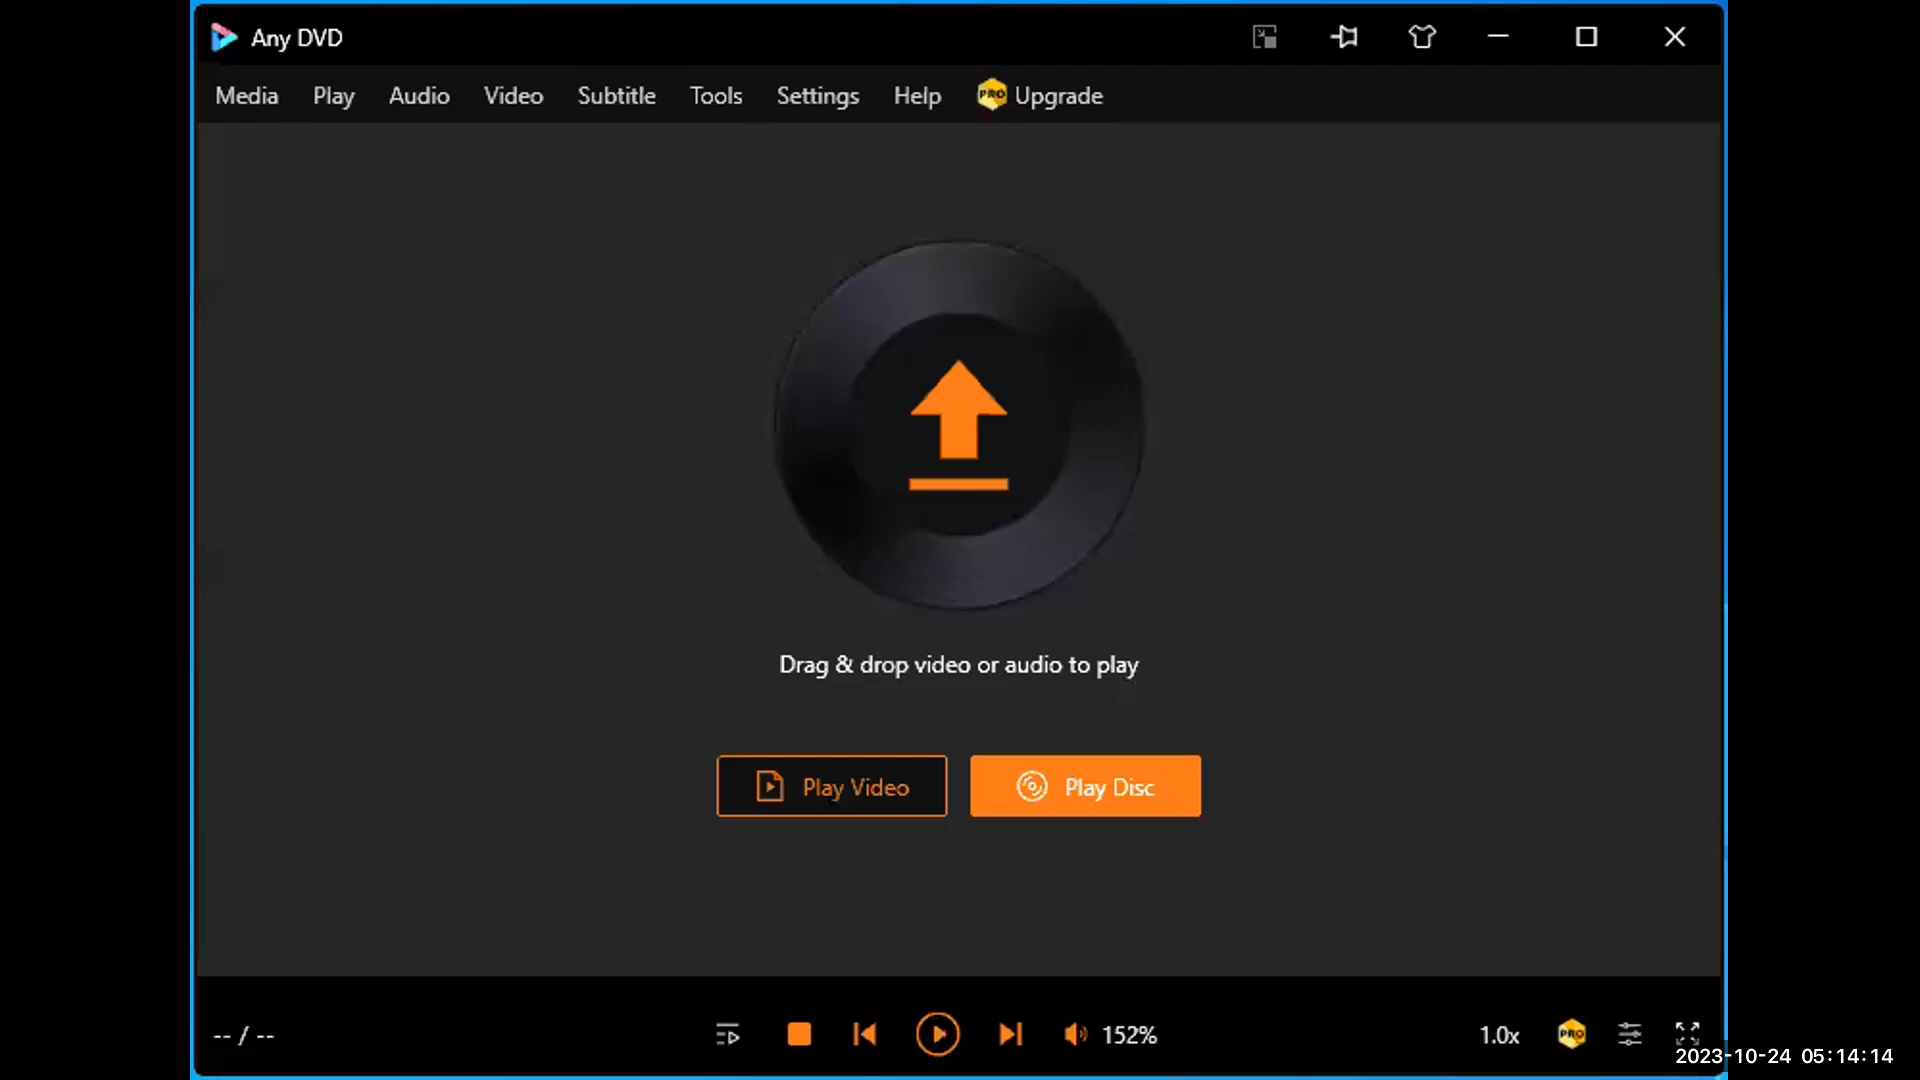 Any DVD
Media Play Audio Video Subtitle Tools Settings Help PRO Upgrade
Drag & drop video or audio to play
Play Video Play Disc
-- / -- 152% 1.0x PRO
2023-10-24 05:14:14